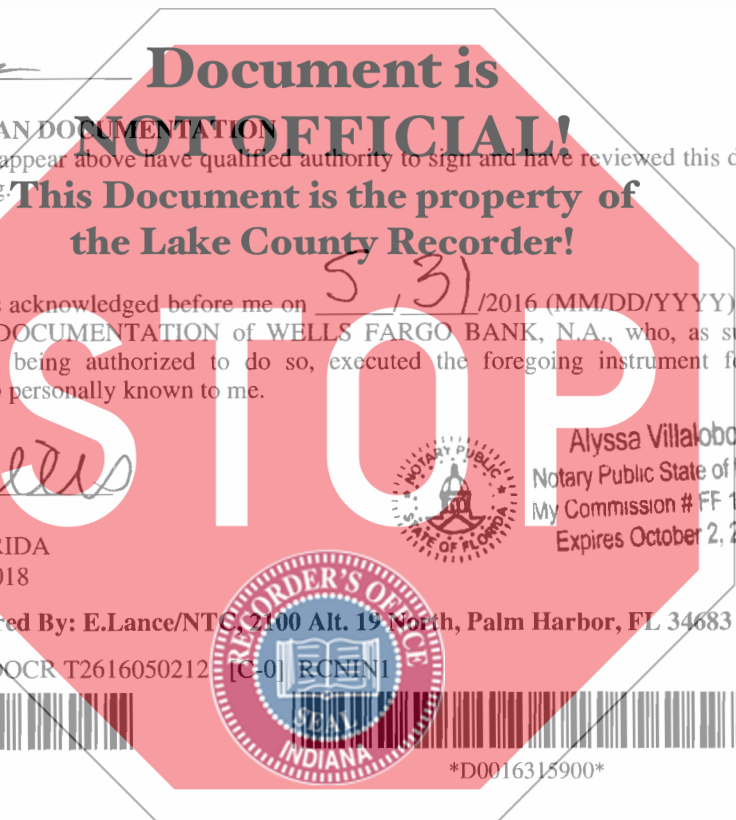 Document is
NOT OFFICIAL!
AN DOCUMENTATION
appear above have qualified authority to sign and have reviewed this d
g.
This Document is the property of
the Lake County Recorder!
s acknowledged before me on 5/31/2016 (MM/DD/YYYY)
DOCUMENTATION of WELLS FARGO BANK, N.A., who, as su
being authorized to do so, executed the foregoing instrument fo
personally known to me.
STOP
NOTARY PUBLIC
STATE OF FLORIDA
Alyssa Villalobo
Notary Public State of
My Commission # FF 1
Expires October 2, 2
RIDA
018
red By: E.Lance/NTC, 2100 Alt. 19 North, Palm Harbor, FL 34683
OCR T2616050212 [C-0] RCNIN1
RECORDER'S OFFICE
SEAL
INDIANA
*D0016315900*